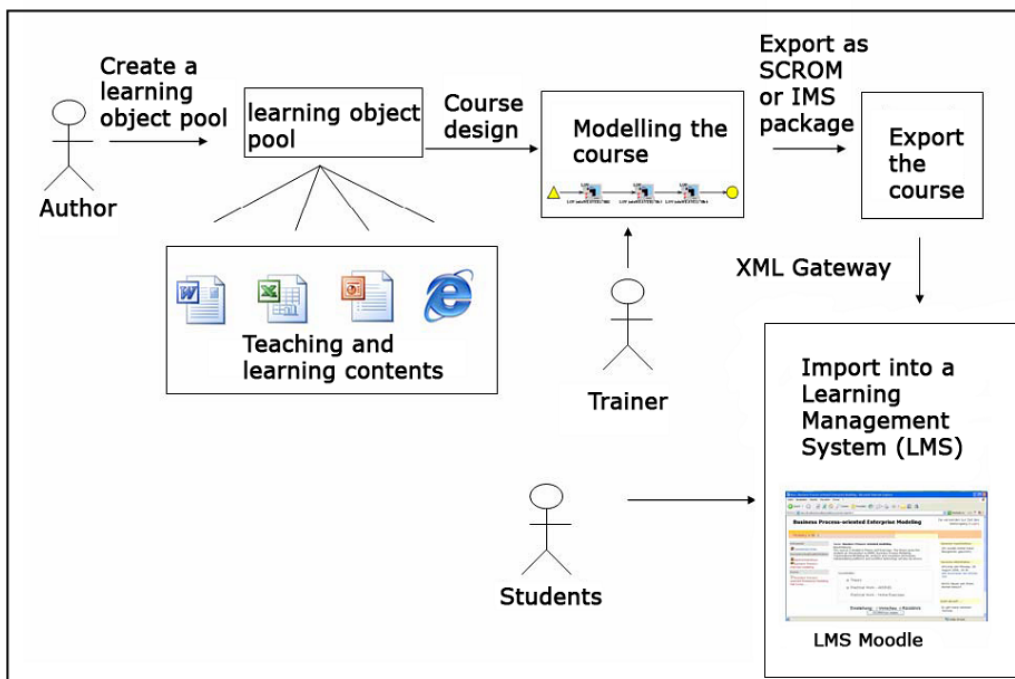 Create a
learning
object pool
Author
learning object
pool
Course
design
Modelling the
course
Export as
SCROM
or IMS
package
Export
the
course
XML Gateway
Teaching and
learning contents
Trainer
Import into a
Learning
Management
System (LMS)
Business Process-oriented Enterprise Modeling
LMS Moodle
Students